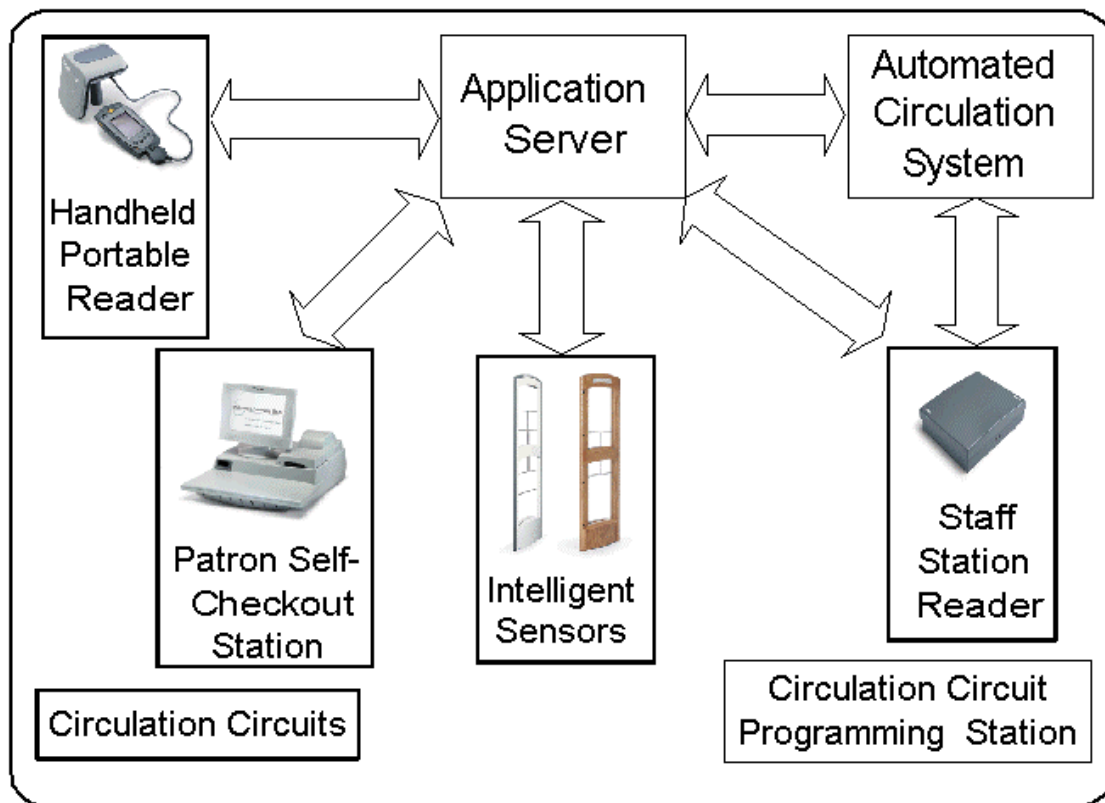 Application
Server
Automated
Circulation
System
Handheld
Portable
Reader
Patron Self-
Checkout
Station
Intelligent
Sensors
Staff
Station
Reader
Circulation Circuits
Circulation Circuit
Programming Station